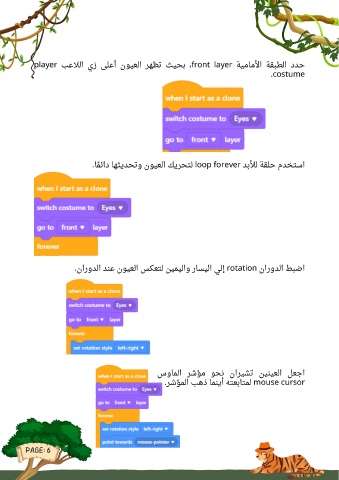 حدد الطبقة الأمامية front layer، بحيث تظهر العيون أعلى زي اللاعب player
costume.
when I start as a clone
switch costume to Eyes ▼
go to front ▼ layer
استخدم حلقة للأبد loop forever لتحريك العيون وتحديثها دائمًا.
when I start as a clone
switch costume to Eyes ▼
go to front ▼ layer
forever
اضبط الدوران rotation إلي اليسار واليمين لتعكس العيون عند الدوران.
when I start as a clone
switch costume to Eyes ▼
go to front ▼ layer
forever
set rotation style left-right ▼
اجعل العينين تشيران نحو مؤشر الماوس
mouse cursor لمتابعته أينما ذهب المؤشر.
when I start as a clone
switch costume to Eyes ▼
go to front ▼ layer
forever
set rotation style left-right ▼
point towards mouse-pointer ▼
PAGE: 6